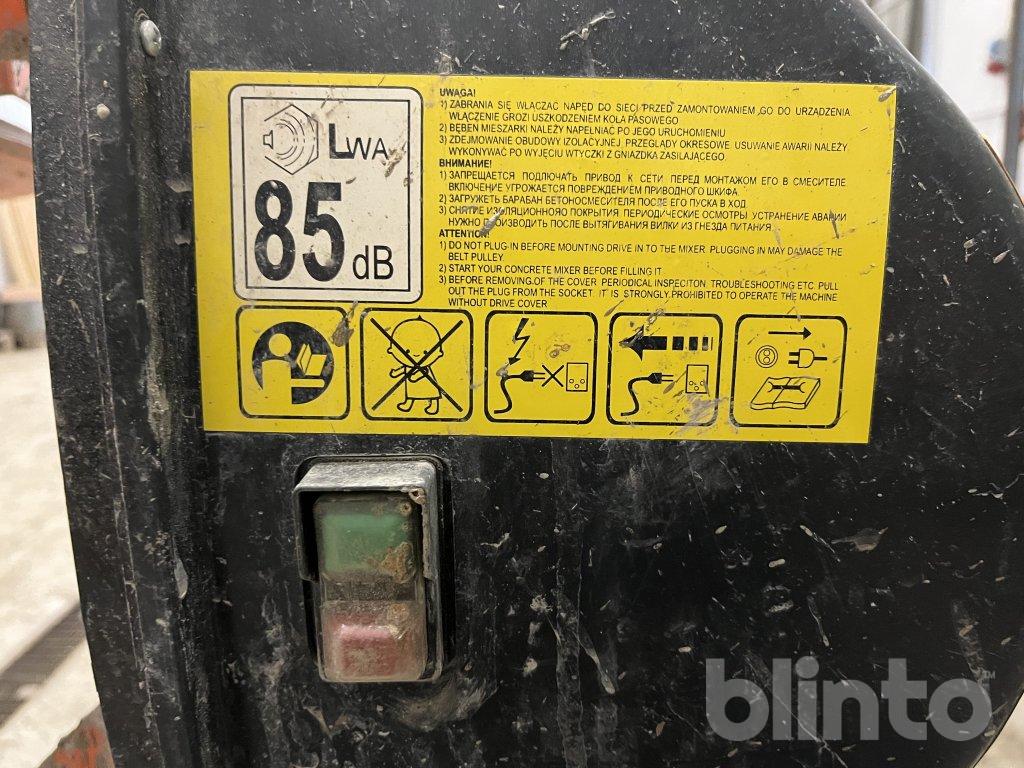 LWA
85 dB
UWAGA!
1) ZABRANIA SIĘ WŁACZAC NAPĘD DO SIECI PRZED ZAMONTOWANIEM GO DO URZADZENIA.
WŁĄCZENIE GROZI USZKODZENIEM KOŁA PASOWEGO
2) BĘBEN MIESZARKI NALEŻY NAPEŁNIAĆ PO JEGO URUCHOMIENIU
3) ZDEJMOWANIE OBUDOWY IZOLACYJNEJ, PRZEGLĄDY OKRESOWE, USUWANIE AWARII NALEŻY
WYKONYWAĆ PO WYJĘCIU WTYCZKI Z GNIAZDKA ZASILAJĄCEGO.
ВНИМАНИЕ!
1) ЗАПРЕЩАЕТСЯ ПОДЛЮЧАТЬ ПРИВОД К СЕТИ ПЕРЕД МОНТАЖОМ ЕГО В СМЕСИТЕЛЕ
ВКЛЮЧЕНИЕ УГРОЖАЕТСЯ ПОВРЕЖДЕНИЕМ ПРИВОДНОГО ШКИФА.
2) ЗАГРУЖЕТЬ БАРАБАН БЕТОНОСМЕСИТЕЛЯ ПОСЛЕ ЕГО ПУСКА В ХОД
3) СНЯТИЕ ИЗОЛЯЦИОННОЯО ПОКРЫТИЯ, ПЕРИОДИЧЕСКИЕ ОСМОТРЫ, УСТРАНЕНИЕ АВАРИИ
НУЖНО ПРОИЗВОДИТЬ ПОСЛЕ ВЫТЯГИВАНИЯ ВИЛКИ ИЗ ГНЕЗДА ПИТАНИЯ.
ATTENTION!
1) DO NOT PLUG-IN BEFORE MOUNTING DRIVE IN TO THE MIXER, PLUGGING IN MAY DAMAGE THE
BELT PULLEY.
2) START YOUR CONCRETE MIXER BEFORE FILLING IT
3) BEFORE REMOVING.OF THE COVER, PERIODICAL INSPECITON, TROUBLESHOOTING ETC. PULL
OUT THE PLUG FROM THE SOCKET. IT IS STRONGLY PROHIBITED TO OPERATE THE MACHINE
WITHOUT DRIVE COVER
blinto™